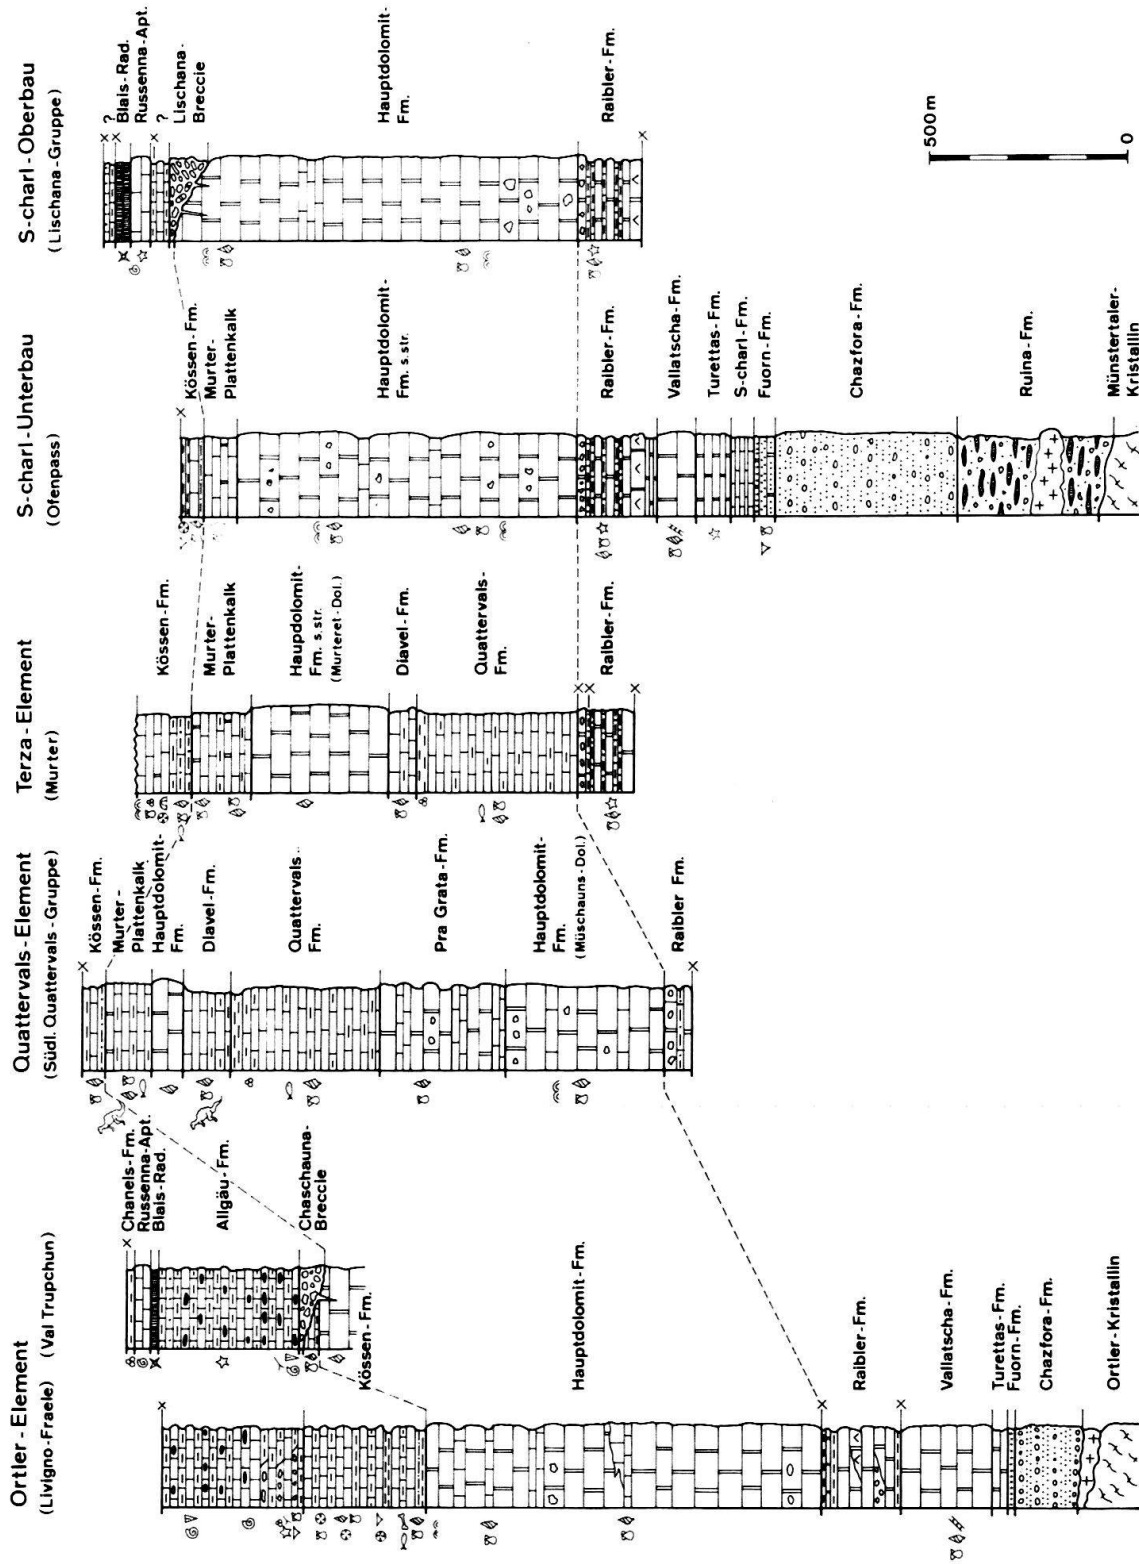 Ortler-Element
(Livigno-Fraele) (Val Trupchun)
Chanels-Fm.
Russenna-Apt.
Blais-Rad.
Allgäu-Fm.
Chaschauna-
Breccie
Kössen-Fm.
Hauptdolomit-Fm.
Raibler-Fm.
Vallatscha-Fm.
Turettas-Fm.
Fuorn-Fm.
Chazfora-Fm.
Ortler-Kristallin
Quattervals-Element
(Südl. Quattervals-Gruppe)
Kössen-Fm.
Murter-
Plattenkalk
Hauptdolomit-
Fm.
Diavel-Fm.
Quattervals-
Fm.
Pra Grata-Fm.
Hauptdolomit-
Fm.
(Müschauns-Dol.)
Raibler Fm.
Terza-Element
(Murter)
Kössen-Fm.
Murter-
Plattenkalk
Haupdolomit-
Fm. s.str.
(Murteret-Dol.)
Diavel-Fm.
Quattervals-
Fm.
Raibler-Fm.
S-charl-Unterbau
(Ofenpass)
Kössen-Fm.
Murter-
Plattenkalk
Hauptdolomit-
Fm. s.str.
Raibler-Fm.
Vallatscha-Fm.
Turettas-Fm.
S-charl-Fm.
Fuorn-Fm.
Chazfora-Fm.
Ruina-Fm.
Münstertaler-
Kristallin
S-charl-Oberbau
(Lischana-Gruppe)
?
Blais-Rad.
Russenna-Apt.
?
Lischana-
Breccie
Hauptdolomit-
Fm.
Raibler-Fm.
500m
0